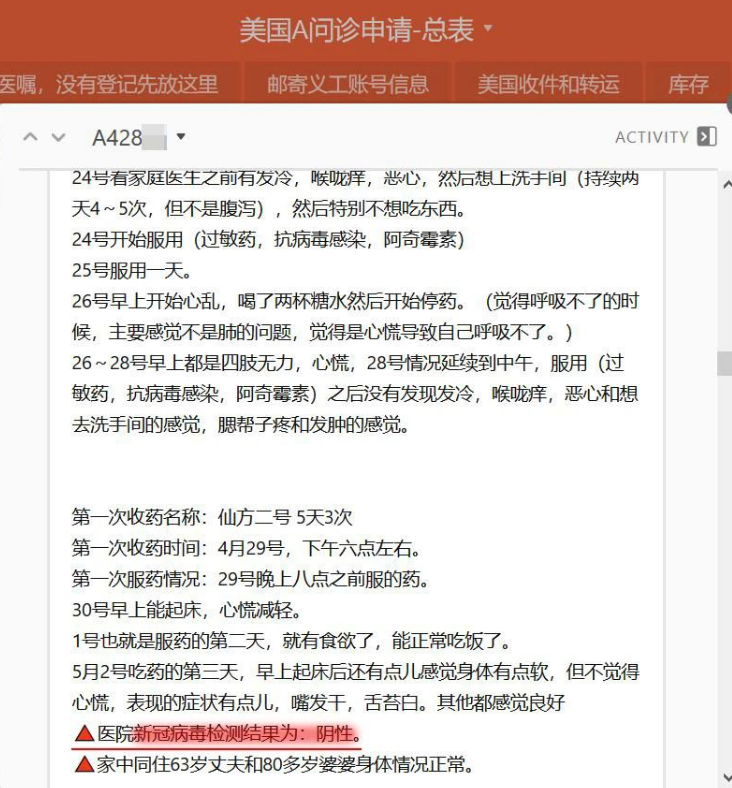 美国A问诊申请-总表
医嘱，没有登记先放这里 邮寄义工账号信息 美国收件和转运 库存
A428 ACTIVITY
24号看家庭医生之前有发冷，喉咙痒，恶心，然后想上洗手间（持续两
天4～5次，但不是腹泻），然后特别不想吃东西。
24号开始服用（过敏药，抗病毒感染，阿奇霉素）
25号服用一天。
26号早上开始心乱，喝了两杯糖水然后开始停药。（觉得呼吸不了的时
候，主要感觉不是肺的问题，觉得是心慌导致自己呼吸不了。）
26～28号早上都是四肢无力，心慌，28号情况延续到中午，服用（过
敏药，抗病毒感染，阿奇霉素）之后没有发现发冷，喉咙痒，恶心和想
去洗手间的感觉，腮帮子疼和发肿的感觉。
第一次收药名称：仙方二号 5天3次
第一次收药时间：4月29号，下午六点左右。
第一次服药情况：29号晚上八点之前服的药。
30号早上能起床，心慌减轻。
1号也就是服药的第二天，就有食欲了，能正常吃饭了。
5月2号吃药的第三天，早上起床后还有点儿感觉身体有点软，但不觉得
心慌，表现的症状有点儿，嘴发干，舌苔白。其他都感觉良好
🔺医院新冠病毒检测结果为：阴性。
🔺家中同住63岁丈夫和80多岁婆婆身体情况正常。